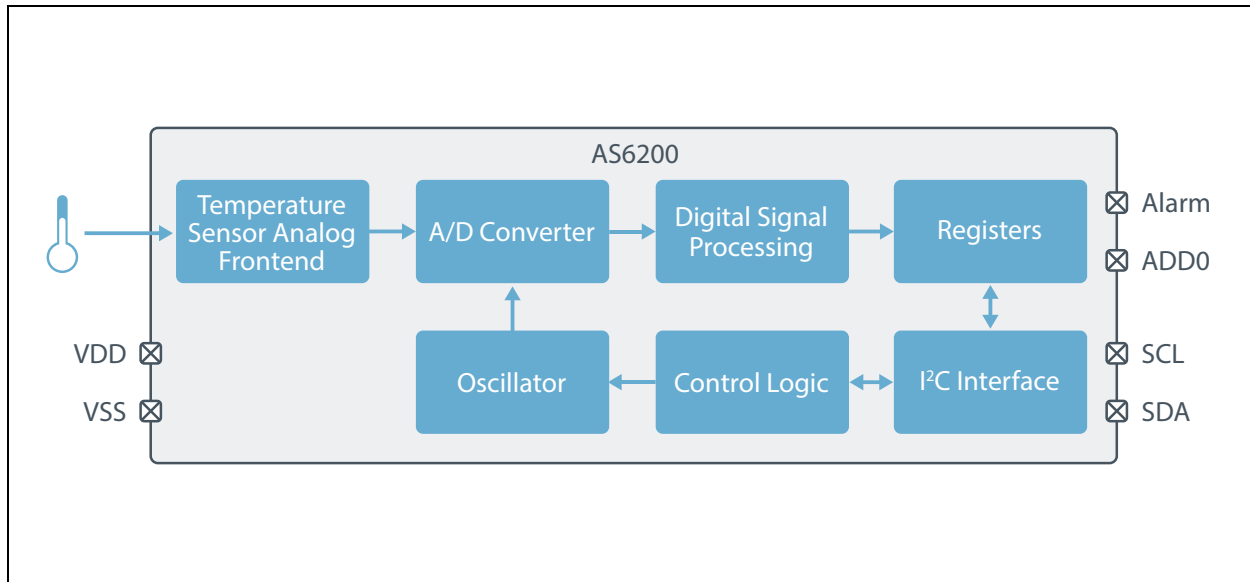 AS6200
Temperature
Sensor Analog
Frontend
A/D Converter
Digital Signal
Processing
Registers
Alarm
ADD0
VDD
VSS
Oscillator
Control Logic
I²C Interface
SCL
SDA